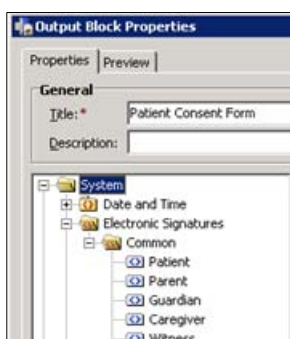 Output Block Properties
Properties Preview
General
Title:* Patient Consent Form
Description:
System
Date and Time
Electronic Signatures
Common
Patient
Parent
Guardian
Caregiver
Witness